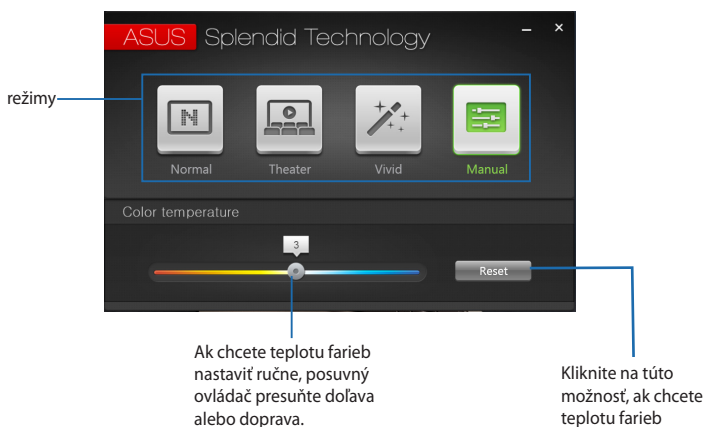 ASUS Splendid Technology
režimy
Normal Theater Vivid Manual
Color temperature
3
Reset
Ak chcete teplotu farieb
nastaviť ručne, posuvný
ovládač presuňte doľava
alebo doprava.
Kliknite na túto
možnosť, ak chcete
teplotu farieb